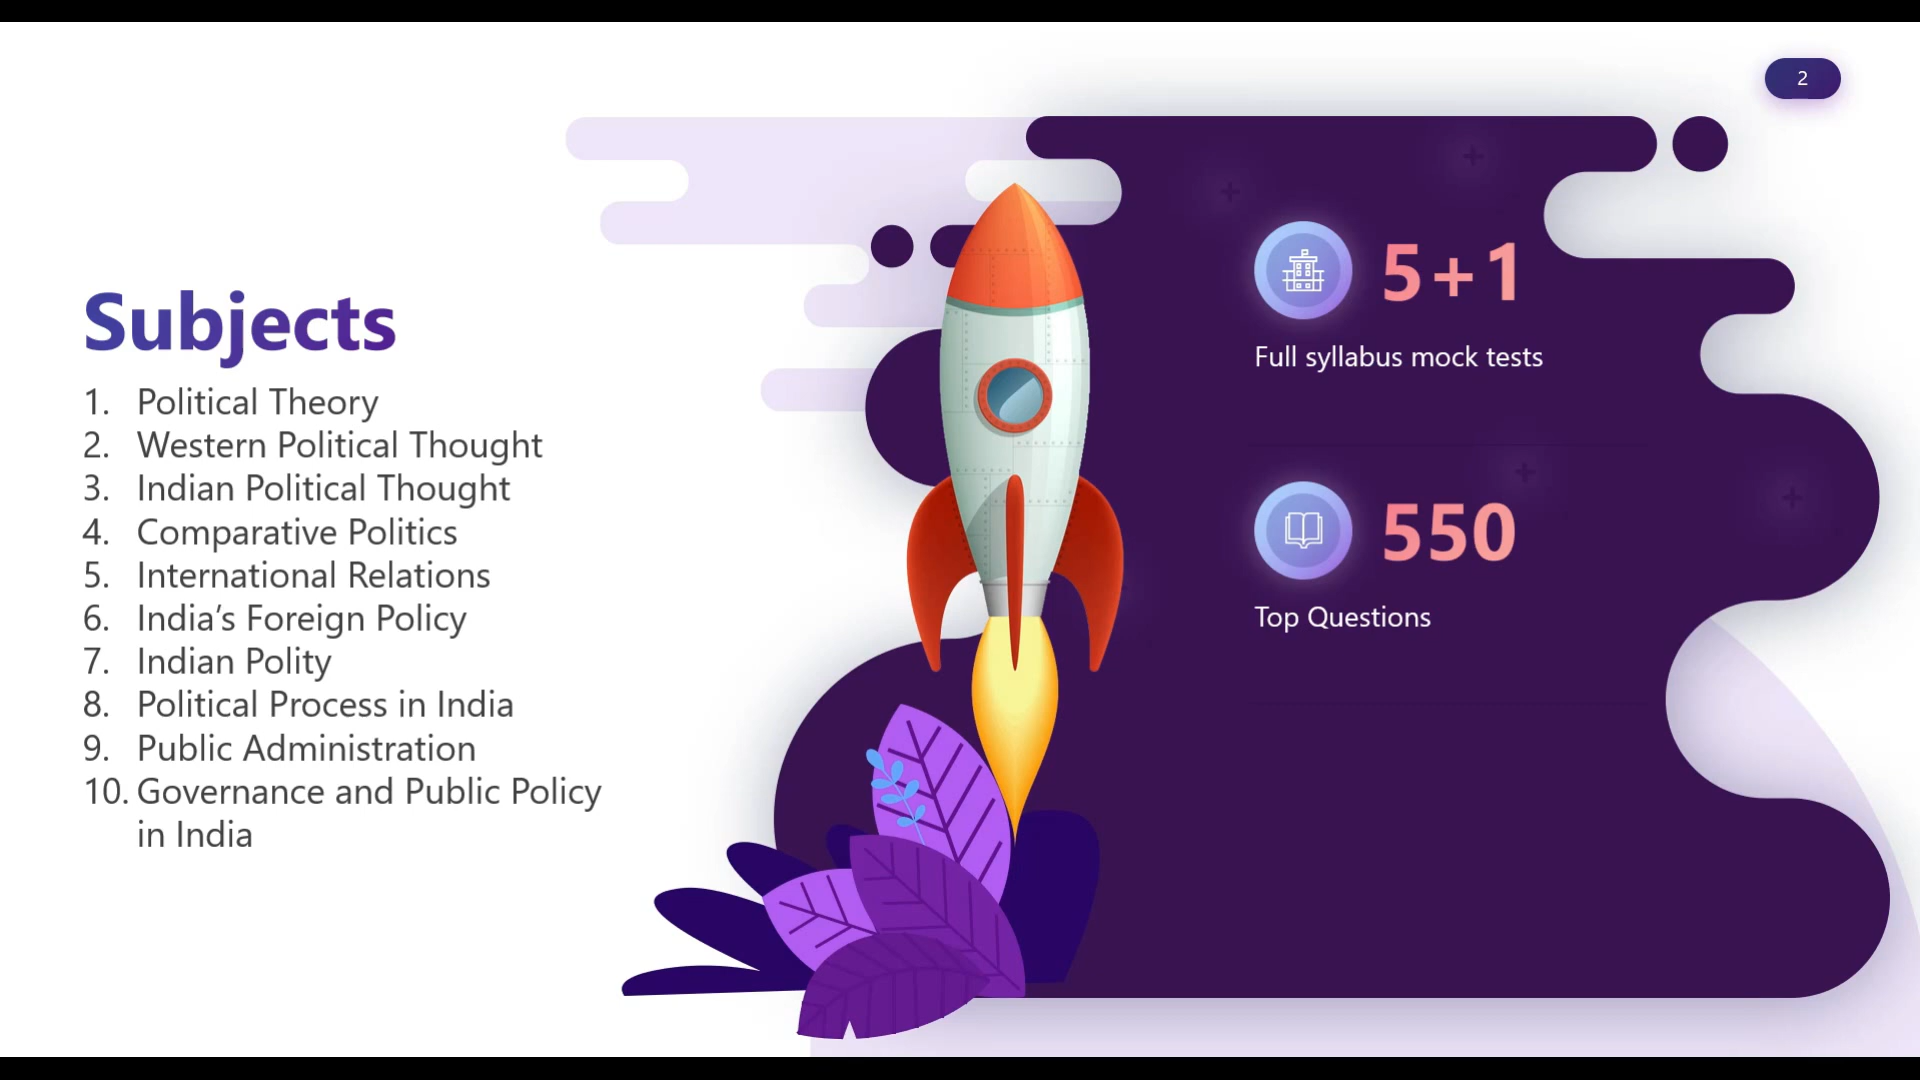 2
Subjects
1. Political Theory
2. Western Political Thought
3. Indian Political Thought
4. Comparative Politics
5. International Relations
6. India’s Foreign Policy
7. Indian Polity
8. Political Process in India
9. Public Administration
10. Governance and Public Policy
in India
5+1
Full syllabus mock tests
550
Top Questions